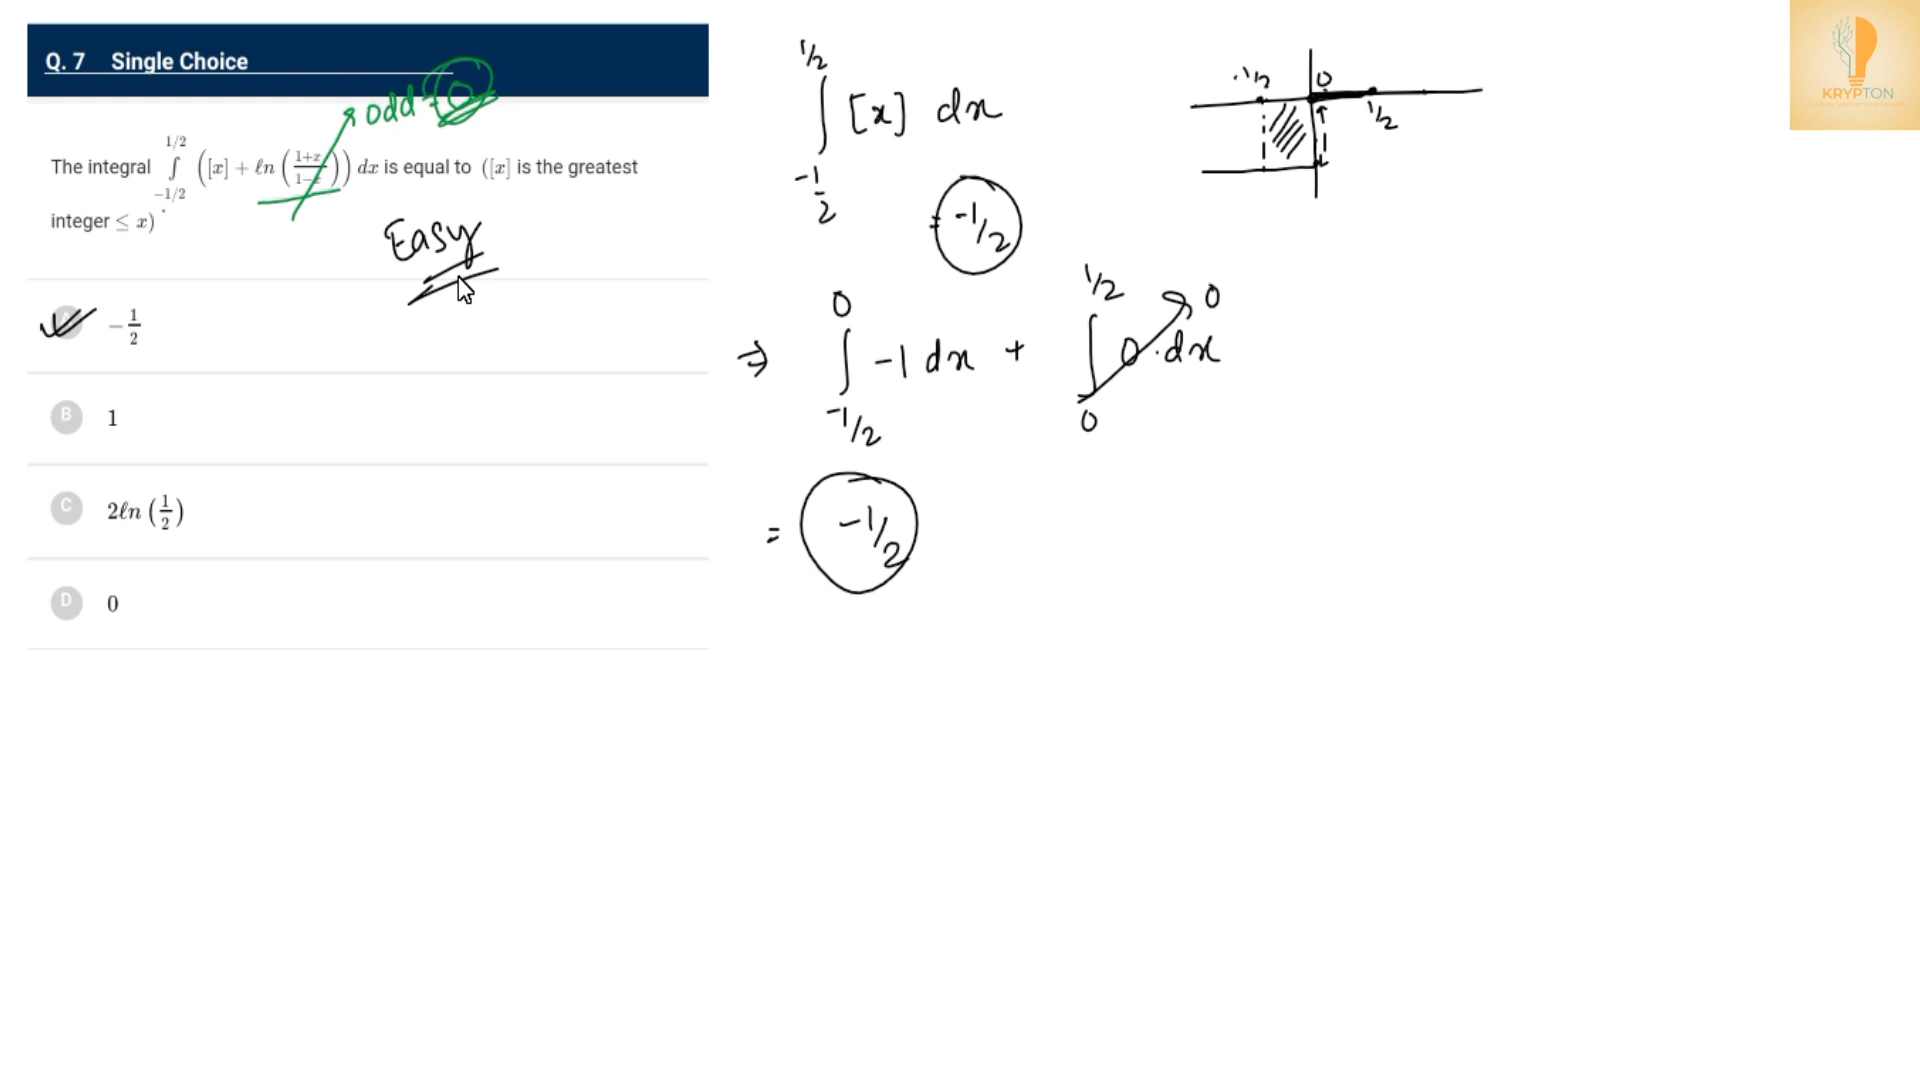 Q. 7 Single Choice
odd = 0
The integral ∫_{-1/2}^{1/2} ([x] + ℓn((1+x)/(1−x))) dx is equal to ([x] is the greatest
integer ≤ x)
Easy
A −1/2
B 1
C 2ℓn(1/2)
D 0
∫_{-1/2}^{1/2} [x] dx
= -1/2
⇒ ∫_{-1/2}^{0} -1 dx + ∫_{0}^{1/2} 0.dx 0
= -1/2
-1/2 0 1/2
KRYPTON